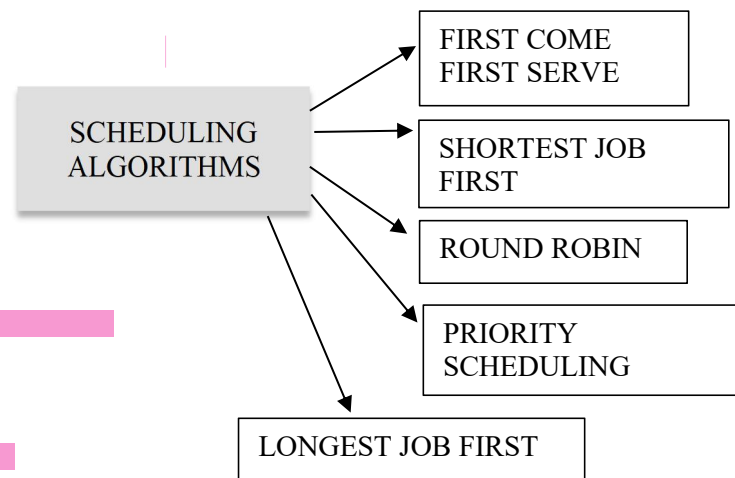 FIRST COME
FIRST SERVE
SCHEDULING
ALGORITHMS
SHORTEST JOB
FIRST
ROUND ROBIN
PRIORITY
SCHEDULING
LONGEST JOB FIRST